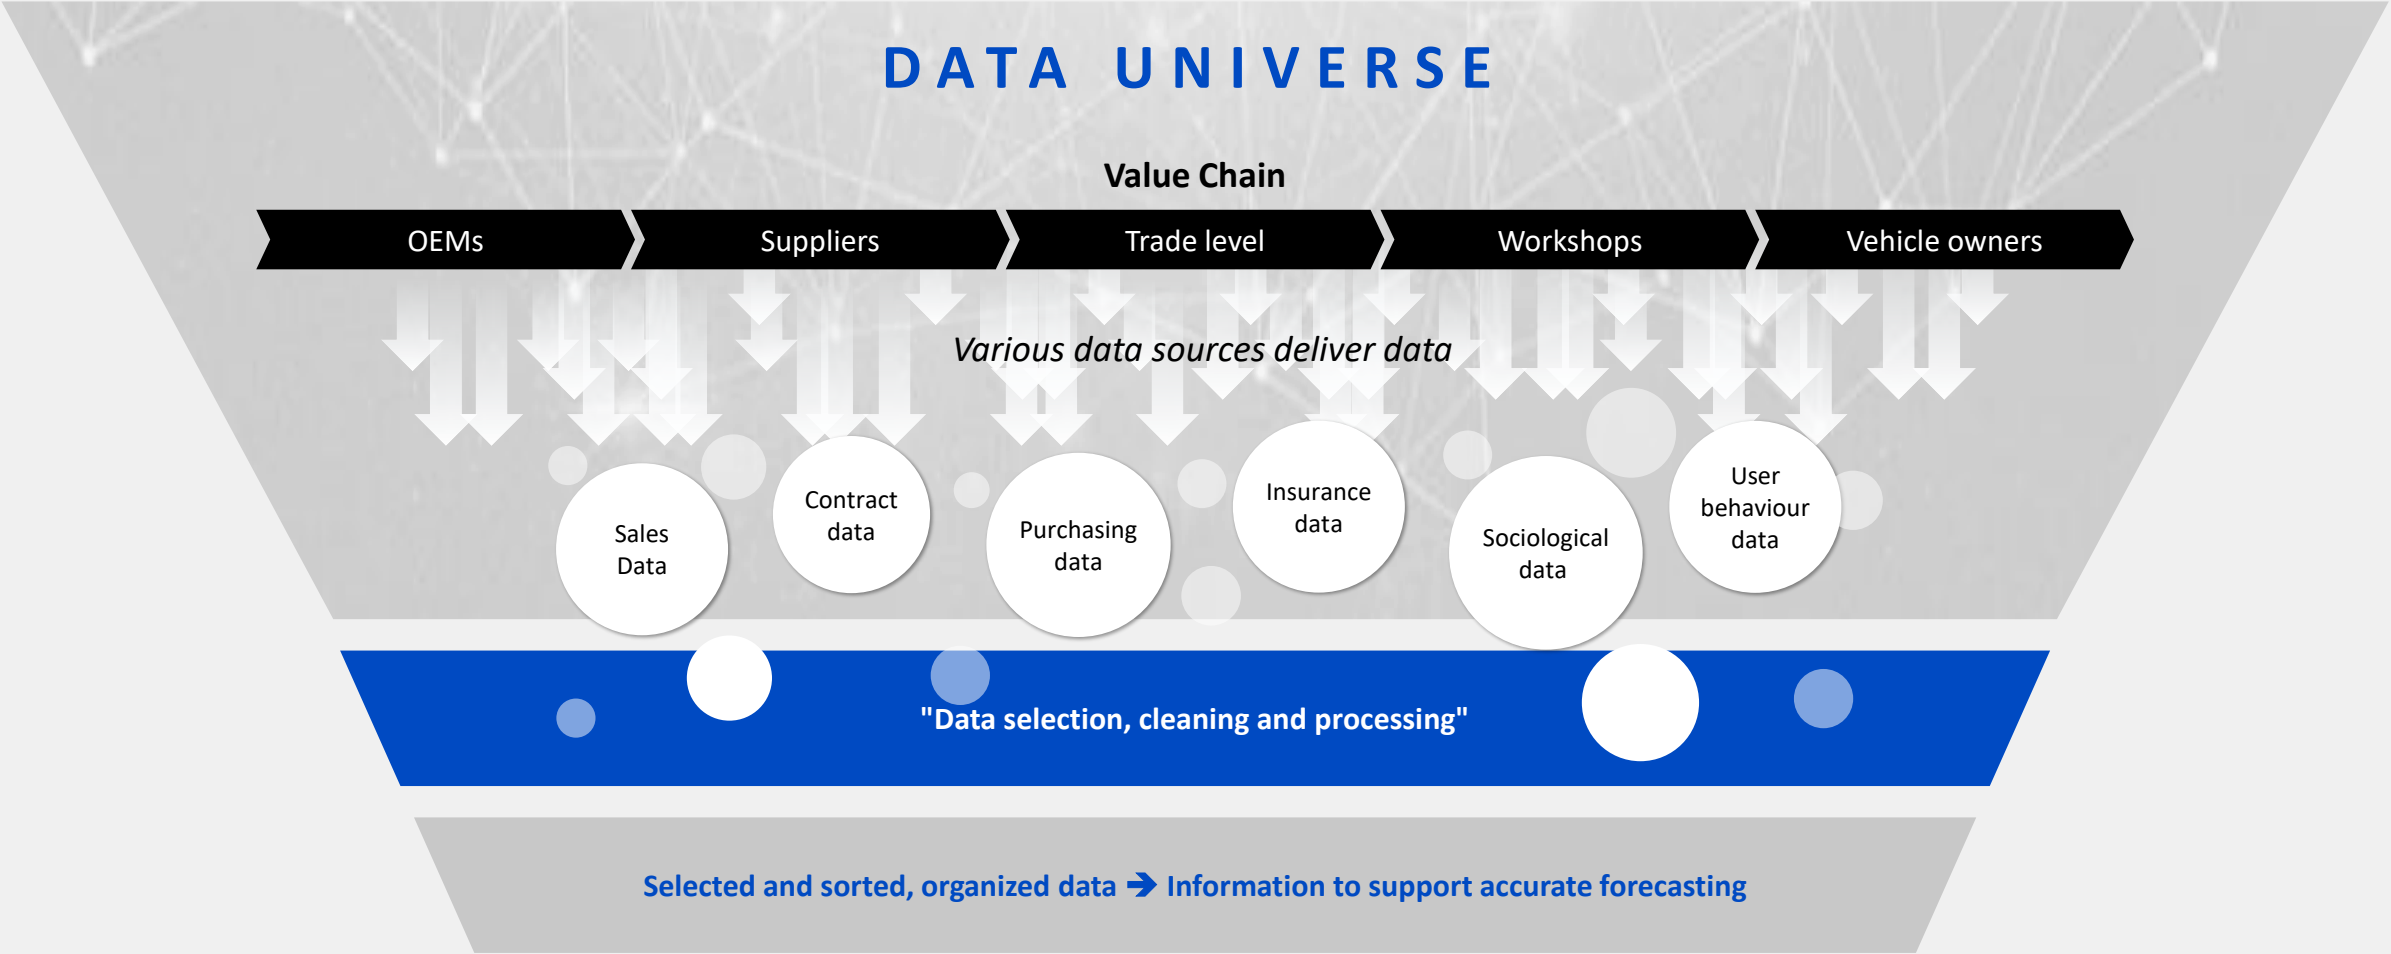 DATA UNIVERSE
Value Chain
OEMs
Suppliers
Trade level
Workshops
Vehicle owners
Various data sources deliver data
Sales
Data
Contract
data
Purchasing
data
Insurance
data
Sociological
data
User
behaviour
data
"Data selection, cleaning and processing"
Selected and sorted, organized data ➔ Information to support accurate forecasting